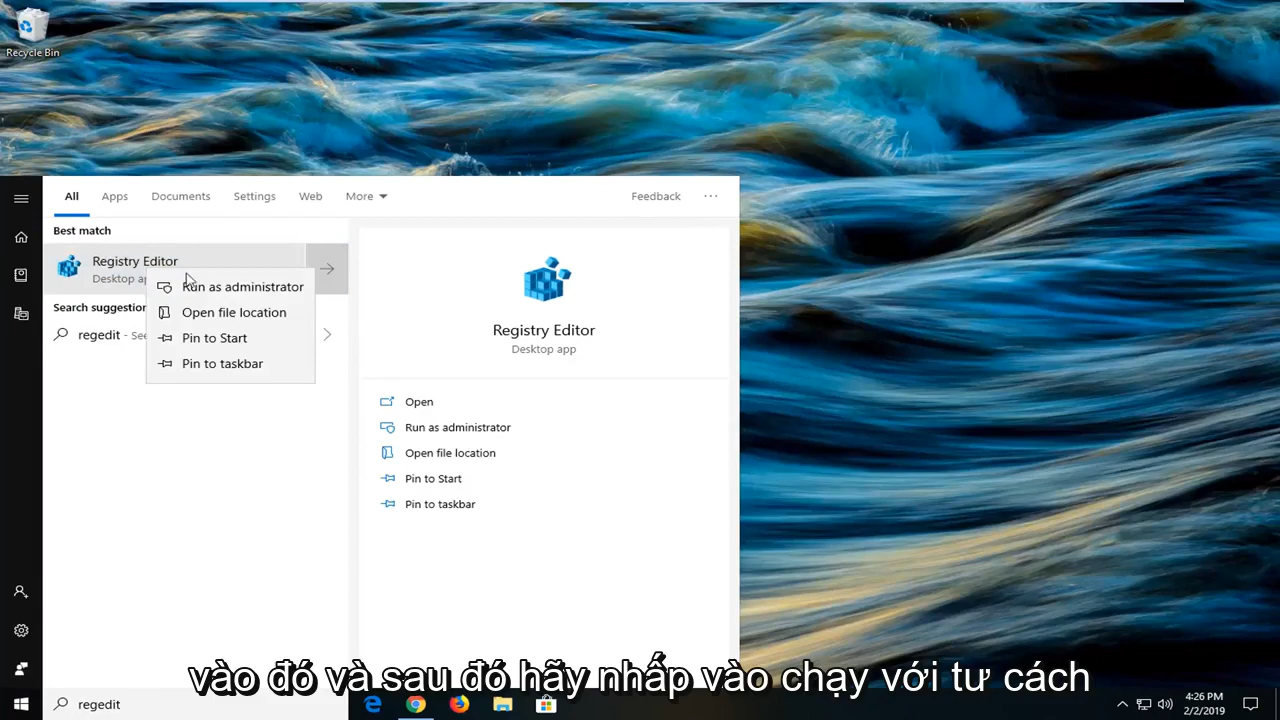 Recycle Bin
All Apps Documents Settings Web More Feedback ...
Best match
Registry Editor
Desktop ap
Run as administrator
Open file location
Pin to Start
Pin to taskbar
Search suggestion
regedit - See
Registry Editor
Desktop app
Open
Run as administrator
Open file location
Pin to Start
Pin to taskbar
vào đó và sau đó hãy nhấp vào chạy với tư cách
regedit
4:26 PM
2/2/2019